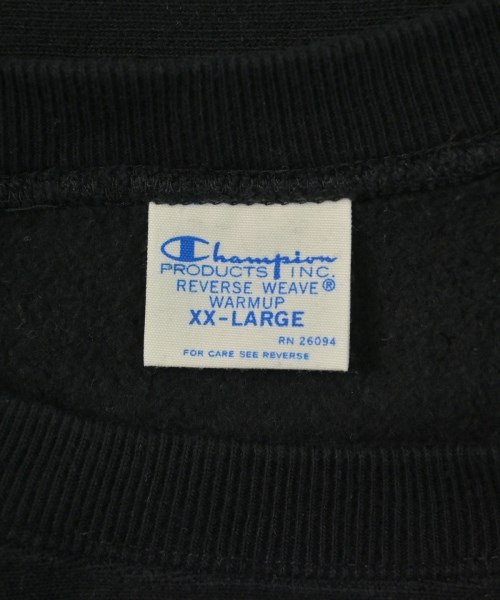 Champion
PRODUCTS INC.
REVERSE WEAVE®
WARMUP
XX-LARGE
RN 26094
FOR CARE SEE REVERSE